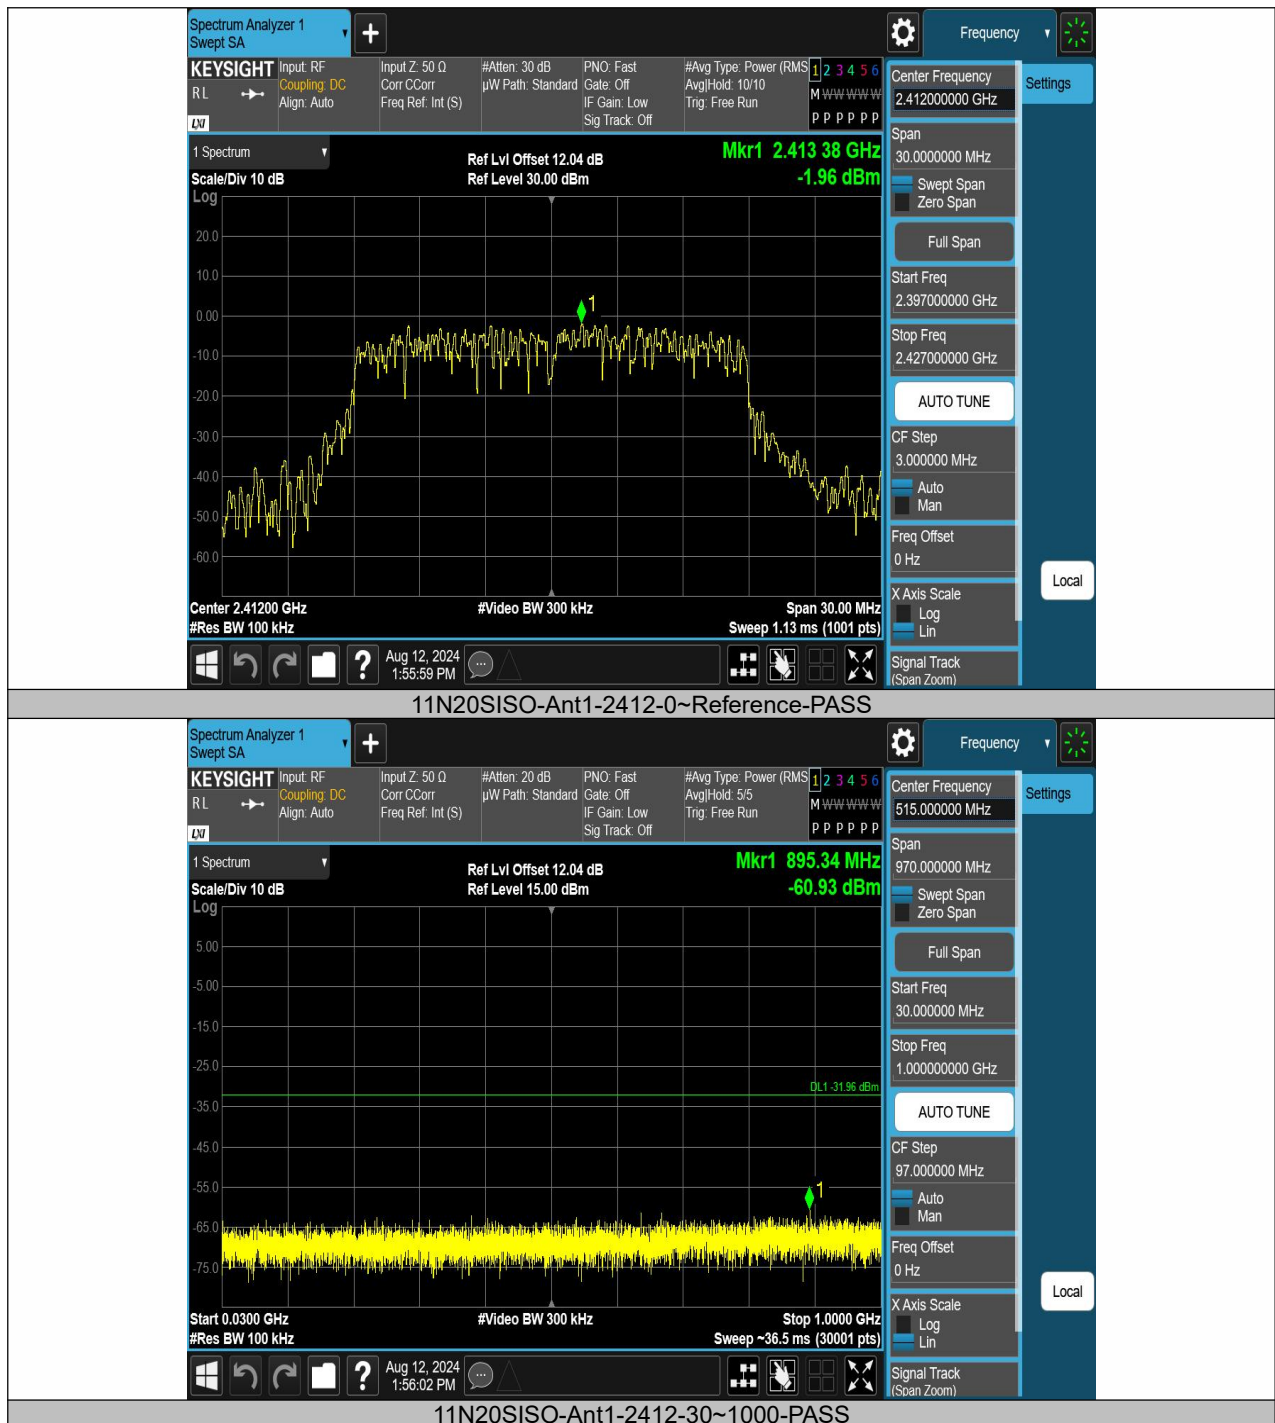 Spectrum Analyzer 1
Swept SA
Frequency
KEYSIGHT
R L
LXI
Input: RF
Coupling: DC
Align: Auto
Input Z: 50 Ω
Corr CCorr
Freq Ref: Int (S)
#Atten: 30 dB
µW Path: Standard
PNO: Fast
Gate: Off
IF Gain: Low
Sig Track: Off
#Avg Type: Power (RMS
Avg|Hold: 10/10
Trig: Free Run
1 2 3 4 5 6
M W W W W W
P P P P P P
Center Frequency
2.412000000 GHz
Settings
1 Spectrum
Scale/Div 10 dB
Log
Ref Lvl Offset 12.04 dB
Ref Level 30.00 dBm
Mkr1 2.413 38 GHz
-1.96 dBm
Span
30.0000000 MHz
Swept Span
Zero Span
Full Span
Start Freq
2.397000000 GHz
Stop Freq
2.427000000 GHz
AUTO TUNE
CF Step
3.000000 MHz
Auto
Man
Freq Offset
0 Hz
X Axis Scale
Log
Lin
Signal Track
(Span Zoom)
Local
20.0
10.0
0.00
-10.0
-20.0
-30.0
-40.0
-50.0
-60.0
1
Center 2.41200 GHz
#Res BW 100 kHz
#Video BW 300 kHz
Span 30.00 MHz
Sweep 1.13 ms (1001 pts)
Aug 12, 2024
1:55:59 PM
11N20SISO-Ant1-2412-0~Reference-PASS
Spectrum Analyzer 1
Swept SA
Frequency
KEYSIGHT
R L
LXI
Input: RF
Coupling: DC
Align: Auto
Input Z: 50 Ω
Corr CCorr
Freq Ref: Int (S)
#Atten: 20 dB
µW Path: Standard
PNO: Fast
Gate: Off
IF Gain: Low
Sig Track: Off
#Avg Type: Power (RMS
Avg|Hold: 5/5
Trig: Free Run
1 2 3 4 5 6
M W W W W W
P P P P P P
Center Frequency
515.000000 MHz
Settings
1 Spectrum
Scale/Div 10 dB
Log
Ref Lvl Offset 12.04 dB
Ref Level 15.00 dBm
Mkr1 895.34 MHz
-60.93 dBm
Span
970.000000 MHz
Swept Span
Zero Span
Full Span
Start Freq
30.000000 MHz
Stop Freq
1.000000000 GHz
AUTO TUNE
CF Step
97.000000 MHz
Auto
Man
Freq Offset
0 Hz
X Axis Scale
Log
Lin
Signal Track
(Span Zoom)
Local
5.00
-5.00
-15.0
-25.0
DL1 -31.96 dBm
-35.0
-45.0
-55.0
-65.0
-75.0
1
Start 0.0300 GHz
#Res BW 100 kHz
#Video BW 300 kHz
Stop 1.0000 GHz
Sweep ~36.5 ms (30001 pts)
Aug 12, 2024
1:56:02 PM
11N20SISO-Ant1-2412-30~1000-PASS